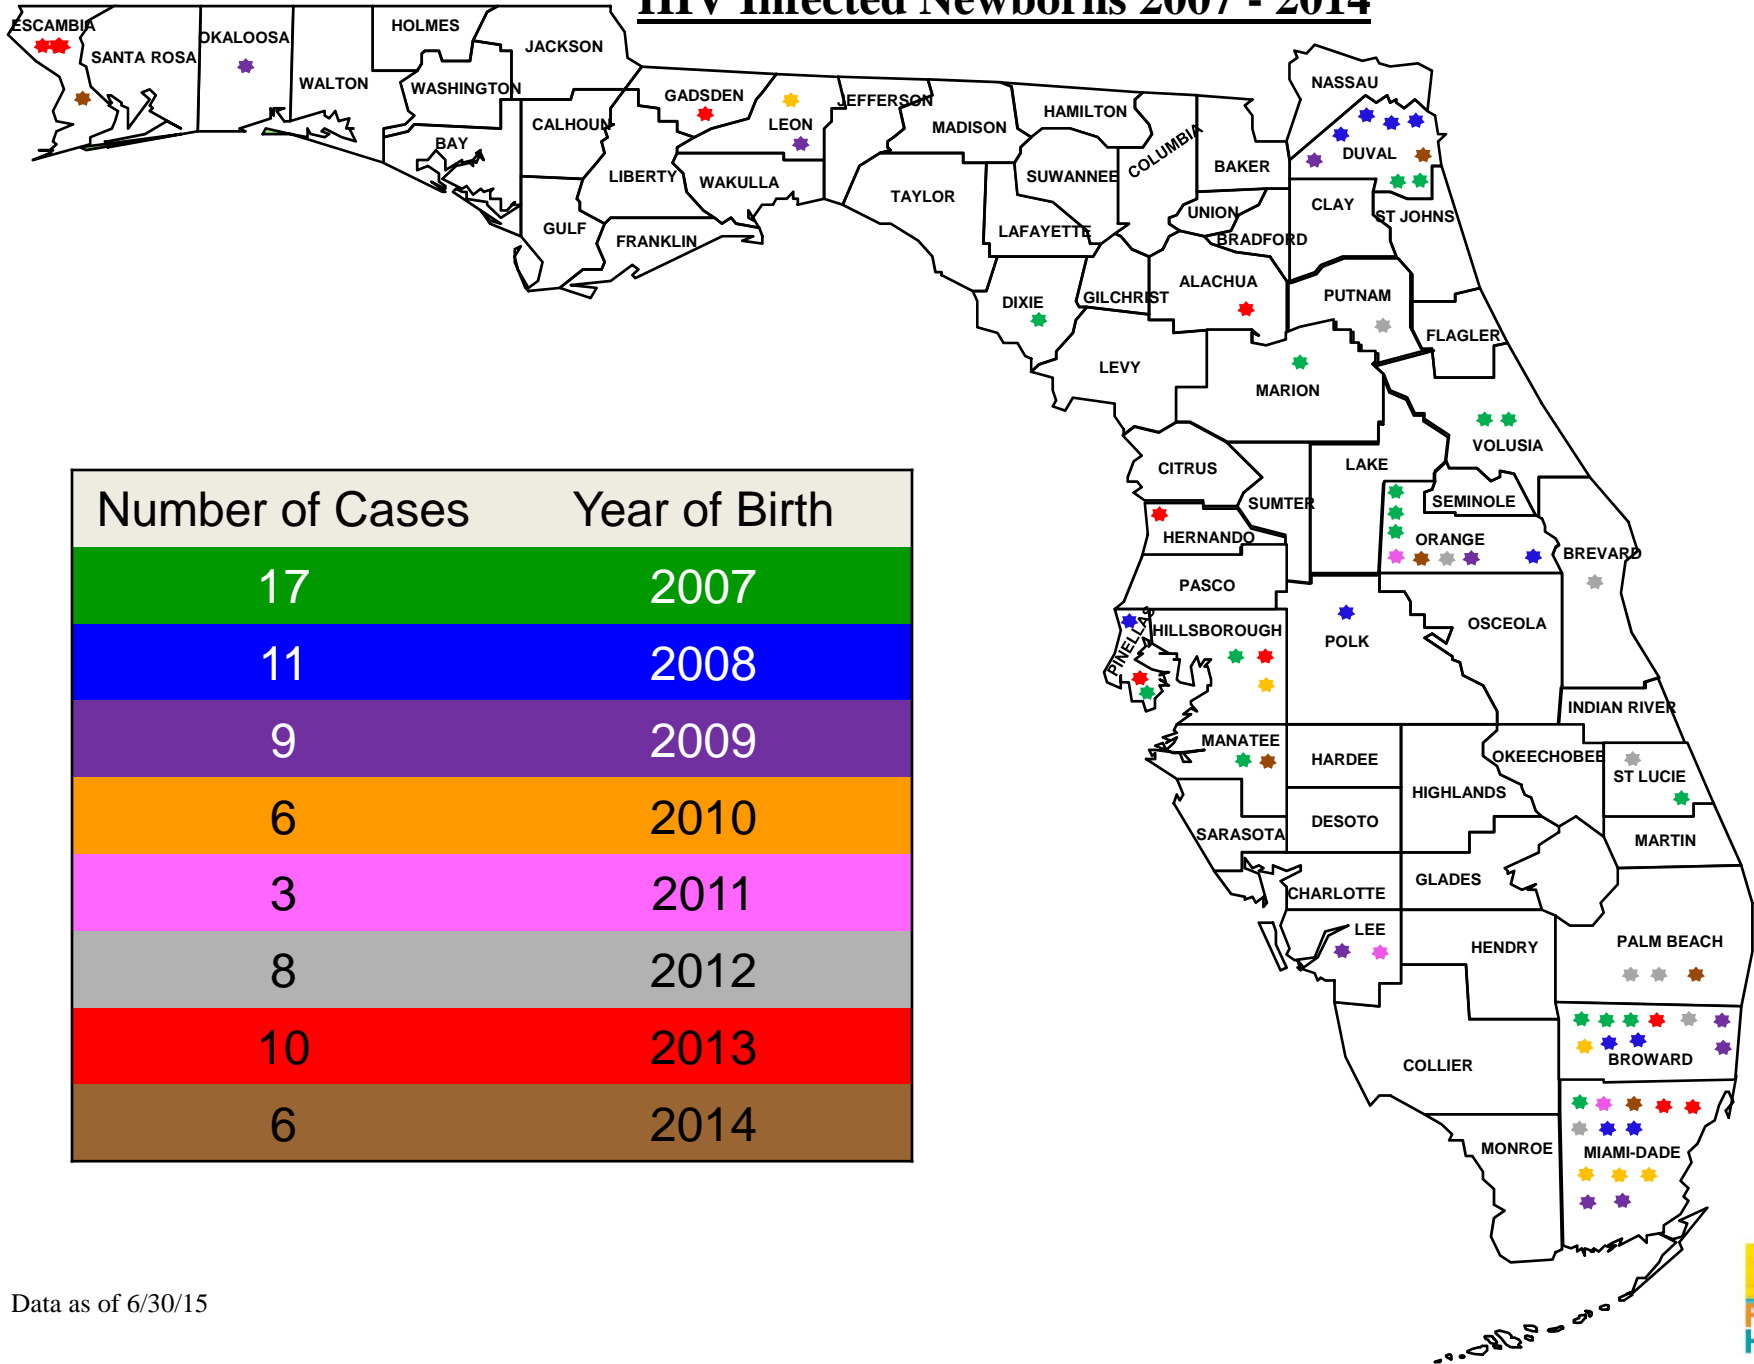 HIV Infected Newborns 2007 - 2014
ESCAMBIA
SANTA ROSA
OKALOOSA
WALTON
HOLMES
WASHINGTON
JACKSON
BAY
CALHOUN
GULF
LIBERTY
GADSDEN
LEON
WAKULLA
FRANKLIN
JEFFERSON
MADISON
TAYLOR
HAMILTON
SUWANNEE
LAFAYETTE
COLUMBIA
BAKER
UNION
BRADFORD
NASSAU
DUVAL
CLAY
ST JOHNS
DIXIE
GILCHRIST
ALACHUA
PUTNAM
FLAGLER
LEVY
MARION
VOLUSIA
CITRUS
SUMTER
LAKE
SEMINOLE
HERNANDO
ORANGE
BREVARD
PASCO
PINELLAS
HILLSBOROUGH
POLK
OSCEOLA
INDIAN RIVER
MANATEE
HARDEE
HIGHLANDS
OKEECHOBEE
ST LUCIE
SARASOTA
DESOTO
MARTIN
CHARLOTTE
GLADES
LEE
HENDRY
PALM BEACH
COLLIER
BROWARD
MONROE
MIAMI-DADE
Number of Cases Year of Birth
17 2007
11 2008
9 2009
6 2010
3 2011
8 2012
10 2013
6 2014
Data as of 6/30/15